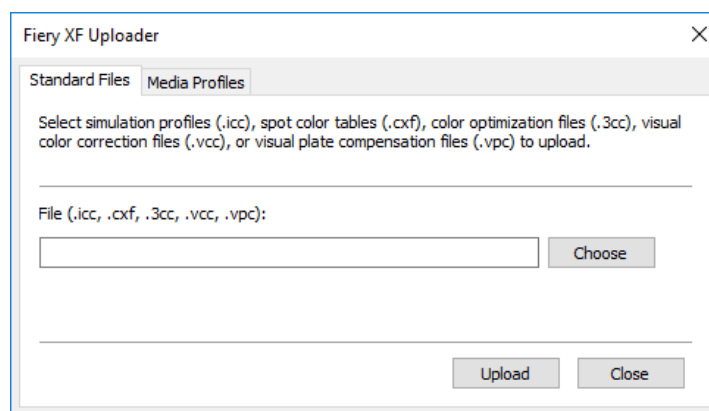 Fiery XF Uploader
Standard Files
Media Profiles
Select simulation profiles (.icc), spot color tables (.cxf), color optimization files (.3cc), visual
color correction files (.vcc), or visual plate compensation files (.vpc) to upload.
File (.icc, .cxf, .3cc, .vcc, .vpc):
Choose
Upload
Close